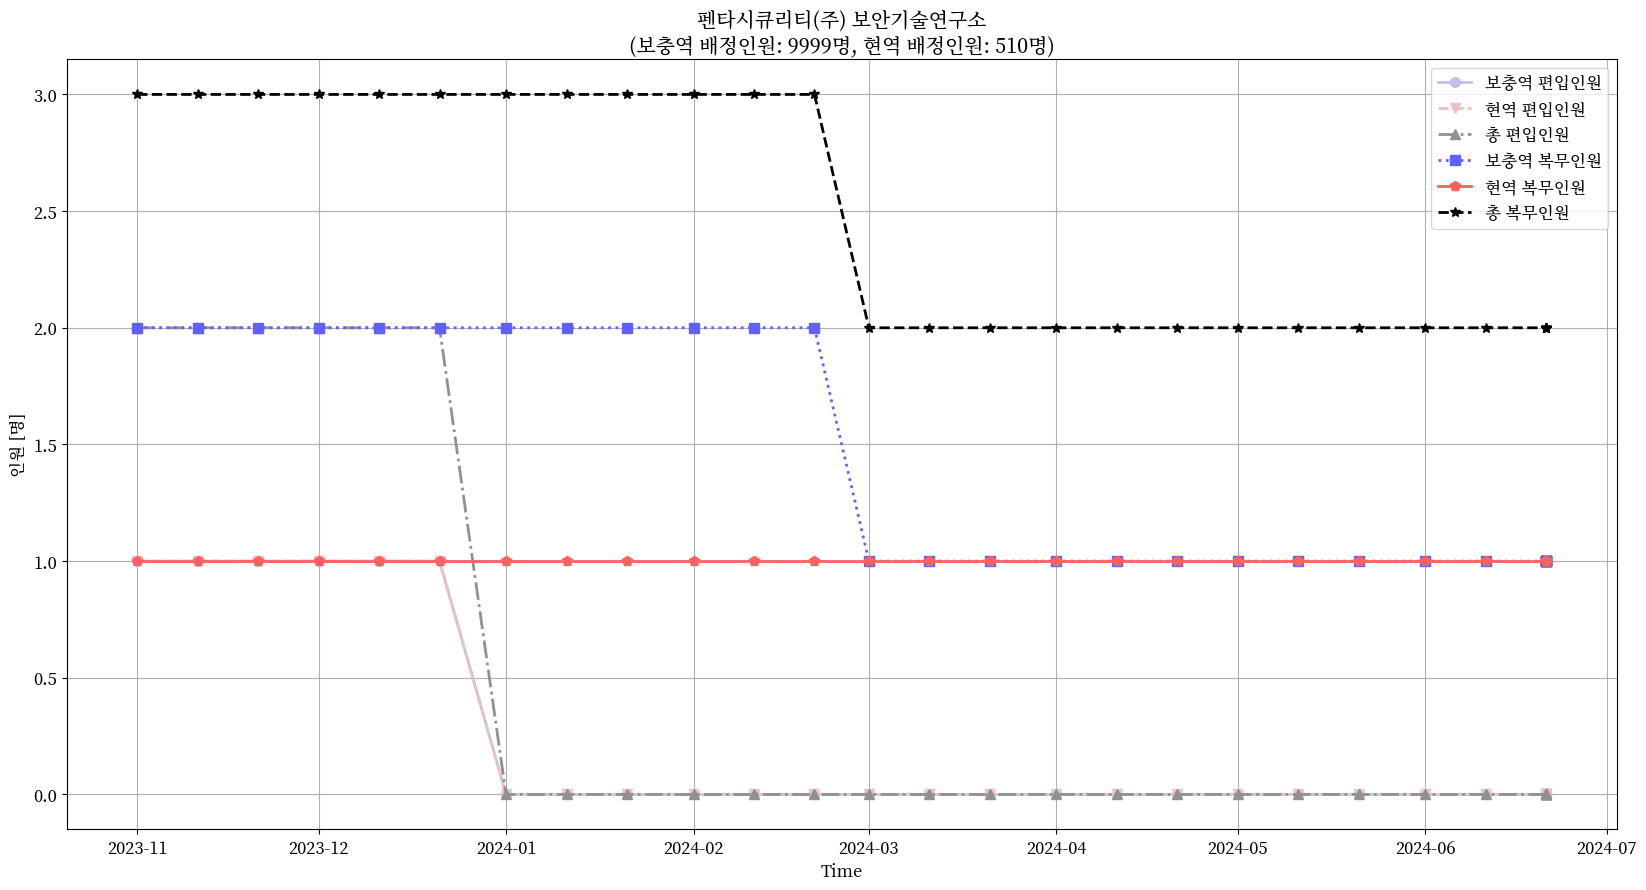 펜타시큐리티(주) 보안기술연구소
(보충역 배정인원: 9999명, 현역 배정인원: 510명)
보충역 편입인원
현역 편입인원
총 편입인원
보충역 복무인원
현역 복무인원
총 복무인원
인원 [명]
3.0
2.5
2.0
1.5
1.0
0.5
0.0
2023-11
2023-12
2024-01
2024-02
2024-03
2024-04
2024-05
2024-06
2024-07
Time